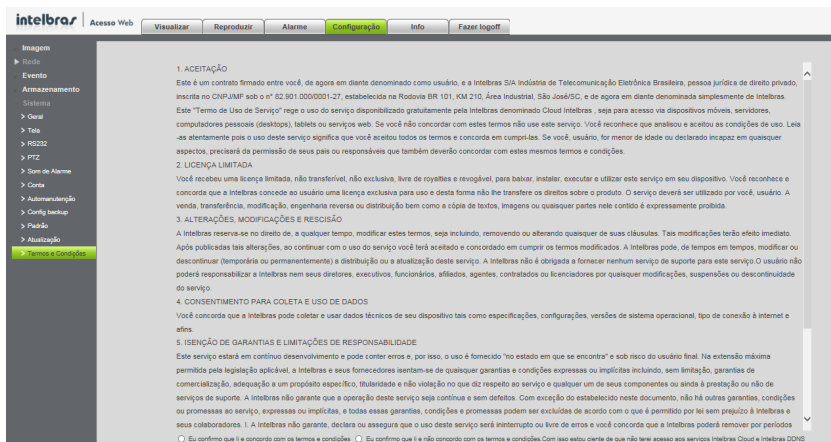 intelbras Acesso Web Visualizar Reproduzir Alarme Configuração Info Fazer logoff
Imagem
Rede
Evento
Armazenamento
Sistema
> Geral
> Tela
> RS232
> PTZ
> Som de Alarme
> Conta
> Automanutenção
> Config backup
> Padrão
> Atualização
> Termos e Condições
1. ACEITAÇÃO
Este é um contrato firmado entre você, de agora em diante denominado como usuário, e a Intelbras S/A Indústria de Telecomunicação Eletrônica Brasileira, pessoa jurídica de direito privado,
inscrita no CNPJ/MF sob o n° 82.901.000/0001-27, estabelecida na Rodovia BR 101, KM 210, Área Industrial, São José/SC, e de agora em diante denominada simplesmente de Intelbras.
Este "Termo de Uso de Serviço" rege o uso do serviço disponibilizado gratuitamente pela Intelbras denominado Cloud Intelbras , seja para acesso via dispositivos móveis, servidores,
computadores pessoais (desktops), tablets ou serviços web. Se você não concordar com estes termos não use este serviço. Você reconhece que analisou e aceitou as condições de uso. Leia
-as atentamente pois o uso deste serviço significa que você aceitou todos os termos e concorda em cumpri-las. Se você, usuário, for menor de idade ou declarado incapaz em quaisquer
aspectos, precisará da permissão de seus pais ou responsáveis que também deverão concordar com estes mesmos termos e condições.
2. LICENÇA LIMITADA
Você recebeu uma licença limitada, não transferível, não exclusiva, livre de royalties e revogável, para baixar, instalar, executar e utilizar este serviço em seu dispositivo. Você reconhece e
concorda que a Intelbras concede ao usuário uma licença exclusiva para uso e desta forma não lhe transfere os direitos sobre o produto. O serviço deverá ser utilizado por você, usuário. A
venda, transferência, modificação, engenharia reversa ou distribuição bem como a cópia de textos, imagens ou quaisquer partes nele contido é expressamente proibida.
3. ALTERAÇÕES, MODIFICAÇÕES E RESCISÃO
A Intelbras reserva-se no direito de, a qualquer tempo, modificar estes termos, seja incluindo, removendo ou alterando quaisquer de suas cláusulas. Tais modificações terão efeito imediato.
Após publicadas tais alterações, ao continuar com o uso do serviço você terá aceitado e concordado em cumprir os termos modificados. A Intelbras pode, de tempos em tempos, modificar ou
descontinuar (temporária ou permanentemente) a distribuição ou a atualização deste serviço. A Intelbras não é obrigada a fornecer nenhum serviço de suporte para este serviço.O usuário não
poderá responsabilizar a Intelbras nem seus diretores, executivos, funcionários, afiliados, agentes, contratados ou licenciadores por quaisquer modificações, suspensões ou descontinuidade
do serviço.
4. CONSENTIMENTO PARA COLETA E USO DE DADOS
Você concorda que a Intelbras pode coletar e usar dados técnicos de seu dispositivo tais como especificações, configurações, versões de sistema operacional, tipo de conexão à internet e
afins.
5. ISENÇÃO DE GARANTIAS E LIMITAÇÕES DE RESPONSABILIDADE
Este serviço estará em contínuo desenvolvimento e pode conter erros e, por isso, o uso é fornecido "no estado em que se encontra" e sob risco do usuário final. Na extensão máxima
permitida pela legislação aplicável, a Intelbras e seus fornecedores isentam-se de quaisquer garantias e condições expressas ou implícitas incluindo, sem limitação, garantias de
comercialização, adequação a um propósito específico, titularidade e não violação no que diz respeito ao serviço e qualquer um de seus componentes ou ainda à prestação ou não de
serviços de suporte. A Intelbras não garante que a operação deste serviço seja contínua e sem defeitos. Com exceção do estabelecido neste documento, não há outras garantias, condições
ou promessas ao serviço, expressas ou implícitas, e todas essas garantias, condições e promessas podem ser excluídas de acordo com o que é permitido por lei sem prejuízo à Intelbras e
seus colaboradores. I. A Intelbras não garante, declara ou assegura que o uso deste serviço será ininterrupto ou livre de erros e você concorda que a Intelbras poderá remover por períodos
Eu confirmo que li e concordo com os termos e condições Eu confirmo que li e não concordo com os termos e condições.Com isso estou ciente de que não terei acesso aos serviços Intelbras Cloud e Intelbras DDNS